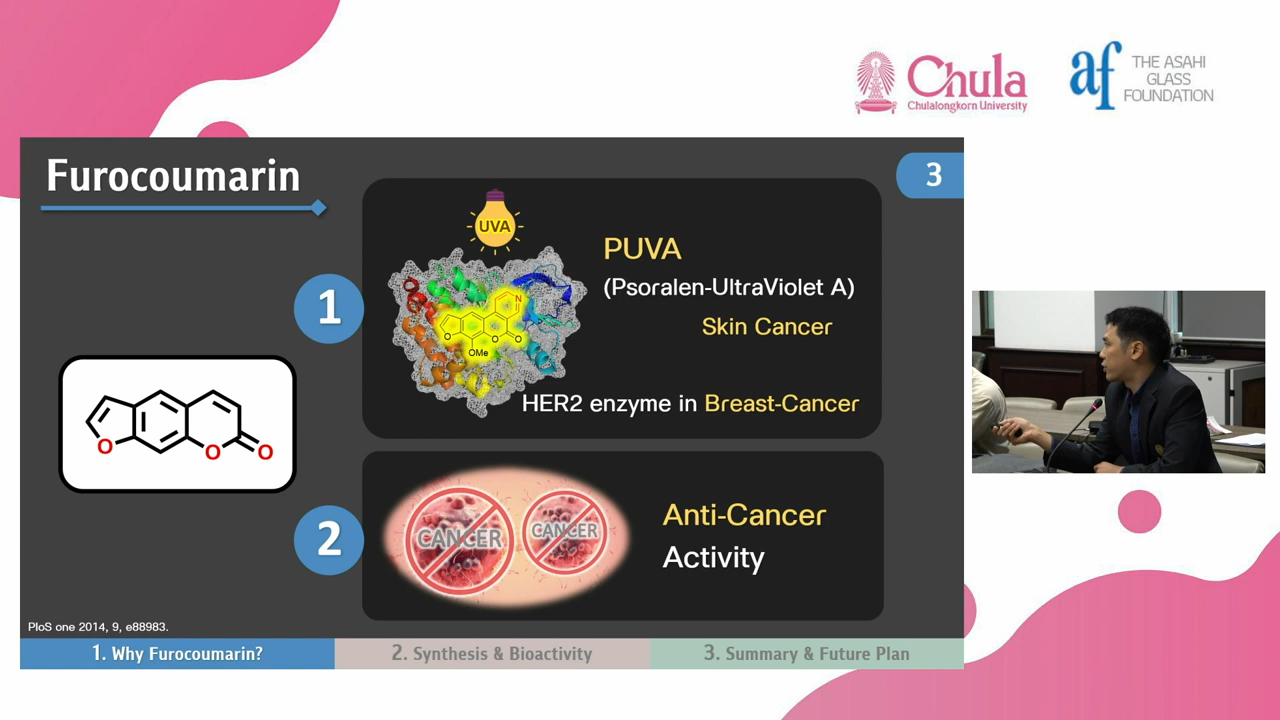 Chula
Chulalongkorn University
af
THE ASAHI
GLASS
FOUNDATION
Furocoumarin
3
UVA
1
PUVA
(Psoralen-UltraViolet A)
Skin Cancer
N
O
O
O
OMe
HER2 enzyme in Breast-Cancer
O
O
O
2
CANCER
CANCER
Anti-Cancer
Activity
PloS one 2014, 9, e88983.
1. Why Furocoumarin?
2. Synthesis & Bioactivity
3. Summary & Future Plan